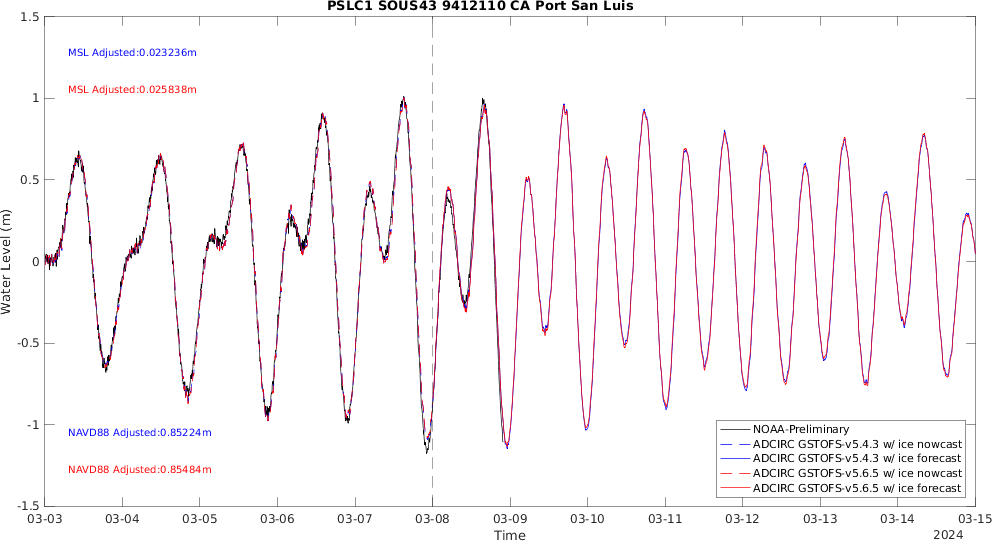 PSLC1 SOUS43 9412110 CA Port San Luis
1.5
1
0.5
0
-0.5
-1
-1.5
Water Level (m)
MSL Adjusted:0.023236m
MSL Adjusted:0.025838m
NAVD88 Adjusted:0.85224m
NAVD88 Adjusted:0.85484m
NOAA-Preliminary
ADCIRC GSTOFS-v5.4.3 w/ ice nowcast
ADCIRC GSTOFS-v5.4.3 w/ ice forecast
ADCIRC GSTOFS-v5.6.5 w/ ice nowcast
ADCIRC GSTOFS-v5.6.5 w/ ice forecast
03-03 03-04 03-05 03-06 03-07 03-08 03-09 03-10 03-11 03-12 03-13 03-14 03-15
Time
2024